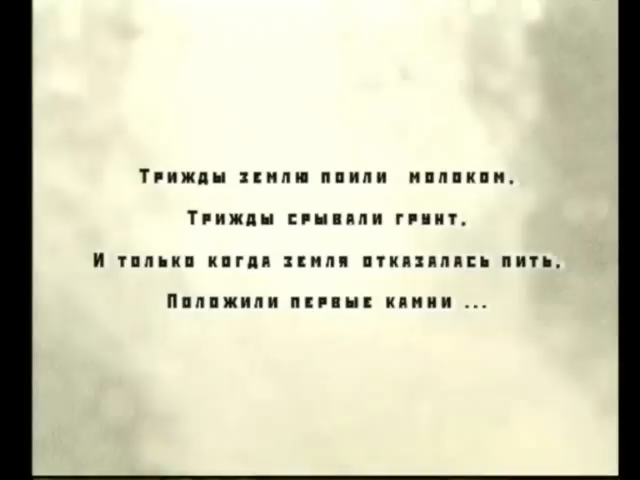 Трижды землю поили молоком,
Трижды срывали грунт,
И только когда земля отказалась пить,
Положили первые камни ...